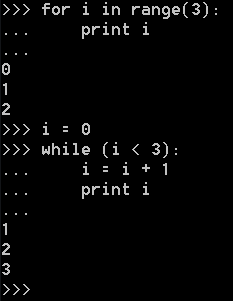 >>> for i in range(3):
...     print i
...
0
1
2
>>> i = 0
>>> while (i < 3):
...     i = i + 1
...     print i
...
1
2
3
>>>